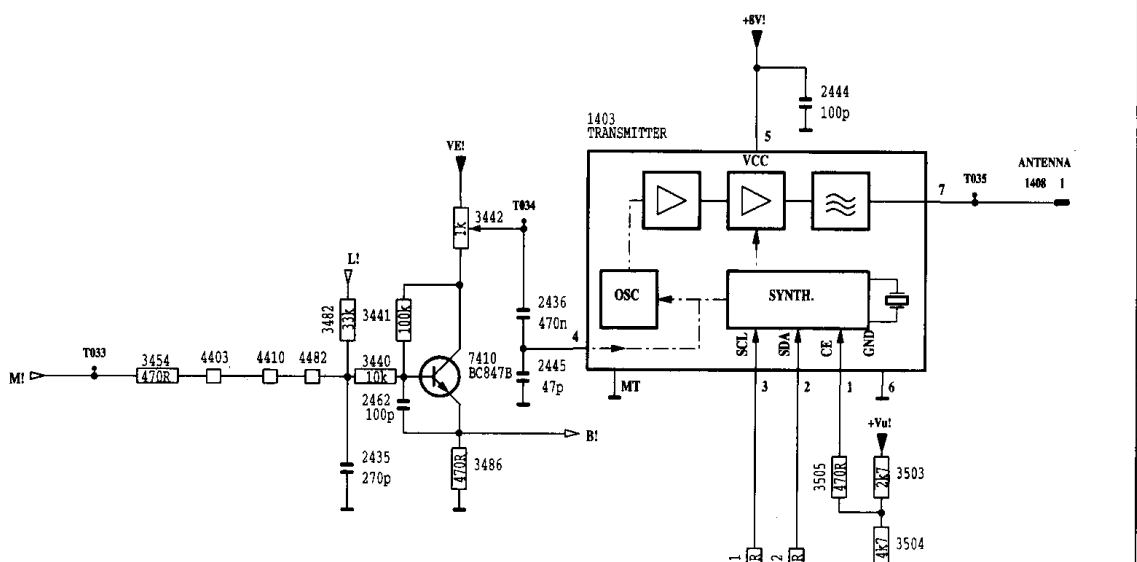 +8V!
2444
100p
1403
TRANSMITTER
5
VCC
VE!
ANTENNA
1408 1
T035
7
T034
3442
1k
L!
3482
33k
3441
100k
OSC
SYNTH.
2436
470n
4
SCL
SDA
CE
GND
T033
3454
470R
4403
4410
4482
3440
10k
7410
BC847B
2445
47p
MT
3
2
1
6
M!
2462
100p
B!
+Vu!
2435
270p
470R
3486
3505
470R
2k7
3503
4k7
3504
1
R
2
R